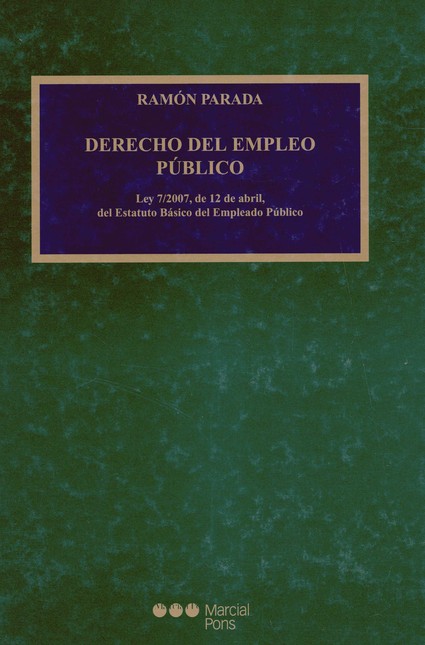 RAMÓN PARADA
DERECHO DEL EMPLEO
PÚBLICO
Ley 7/2007, de 12 de abril,
del Estatuto Básico del Empleado Público
Marcial
Pons